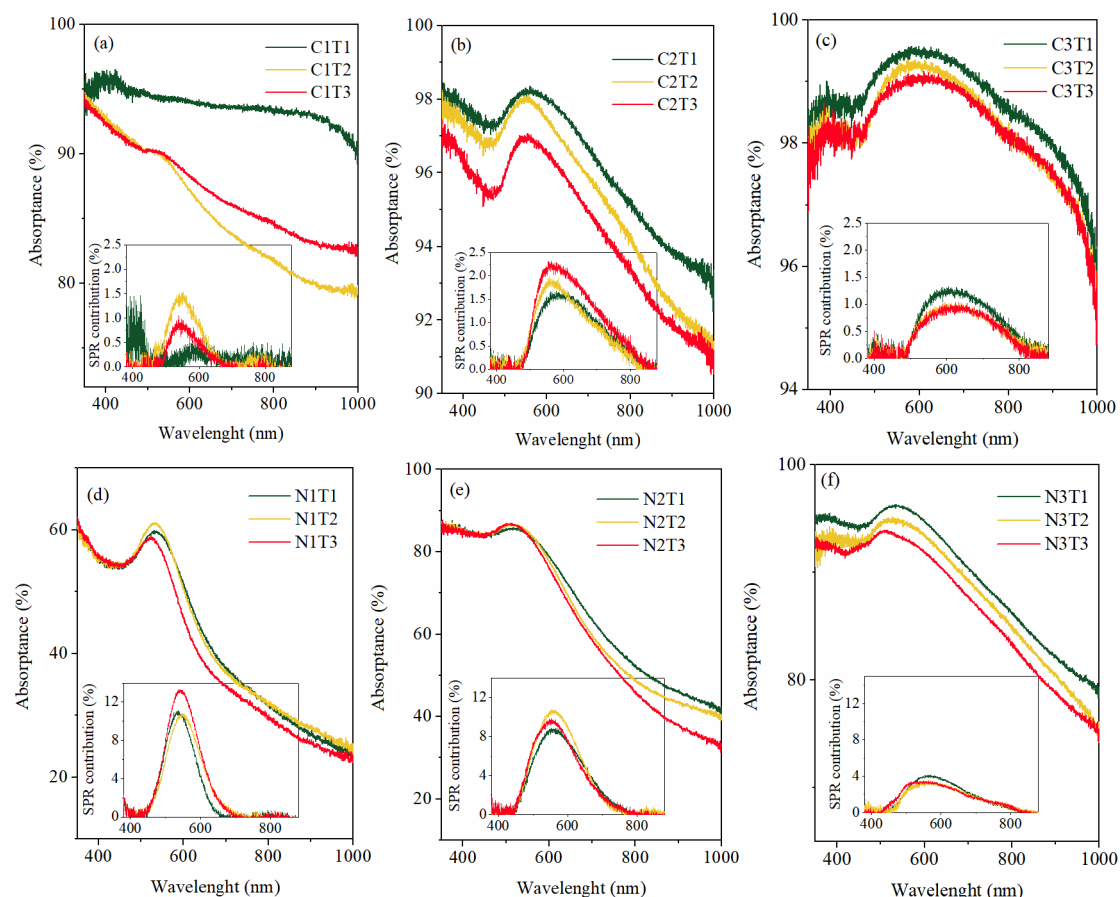 (a)
C1T1
C1T2
C1T3
100
90
80
Absorptance (%)
400 600 800 1000
Wavelenght (nm)
SPR contribution (%)
2.5
2.0
1.5
1.0
0.5
0.0
400 600 800
(b)
C2T1
C2T2
C2T3
100
98
96
94
92
90
Absorptance (%)
400 600 800 1000
Wavelenght (nm)
SPR contribution (%)
2.5
2.0
1.5
1.0
0.5
0.0
400 600 800
(c)
C3T1
C3T2
C3T3
100
98
96
94
Absorptance (%)
400 600 800 1000
Wavelenght (nm)
SPR contribution (%)
2.5
2.0
1.5
1.0
0.5
0.0
400 600 800
(d)
N1T1
N1T2
N1T3
60
40
20
Absorptance (%)
400 600 800 1000
Wavelenght (nm)
SPR contribution (%)
12
8
4
0
400 600 800
(e)
N2T1
N2T2
N2T3
100
80
60
40
20
Absorptance (%)
400 600 800 1000
Wavelenght (nm)
SPR contribution (%)
12
8
4
0
400 600 800
(f)
N3T1
N3T2
N3T3
100
80
Absorptance (%)
400 600 800 1000
Wavelenght (nm)
SPR contribution (%)
12
8
4
0
400 600 800